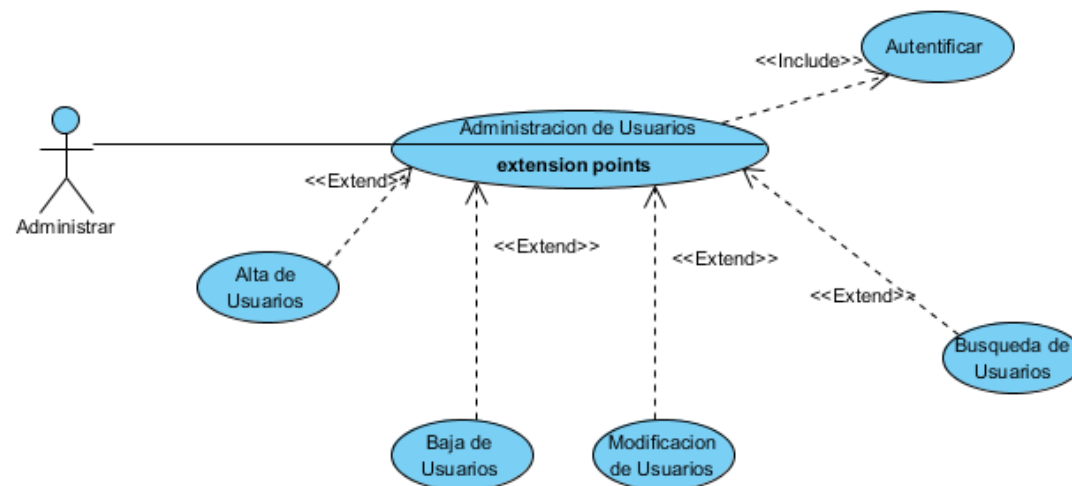 Autentificar
<<Include>>
Administracion de Usuarios
extension points
<<Extend>>
Administrar
<<Extend>>
<<Extend>>
<<Extend>>
Alta de
Usuarios
Busqueda de
Usuarios
Baja de
Usuarios
Modificacion
de Usuarios